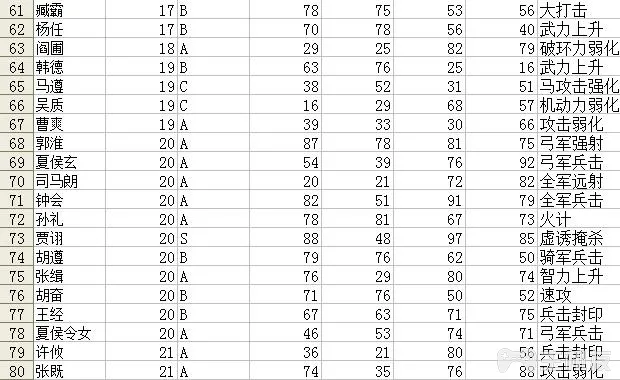 61 臧霸 17 B 78 75 53 56 大打击
62 杨任 17 B 70 78 56 40 武力上升
63 阎圃 18 A 29 25 82 79 破坏力弱化
64 韩德 19 B 63 76 25 16 武力上升
65 马遵 19 C 38 52 31 51 马攻击强化
66 吴质 19 C 16 29 68 57 机动力弱化
67 曹爽 19 A 39 33 30 66 攻击弱化
68 郭淮 20 A 87 78 81 75 弓军强射
69 夏侯玄 20 A 54 39 76 92 弓军兵击
70 司马朗 20 A 20 21 72 82 全军远射
71 钟会 20 A 82 51 91 79 全军兵击
72 孙礼 20 A 78 81 67 73 火计
73 贾诩 20 S 88 48 97 85 虚诱掩杀
74 胡遵 20 B 79 76 62 50 骑军兵击
75 张缉 20 A 76 29 80 74 智力上升
76 胡奋 20 B 71 76 50 52 速攻
77 王经 20 B 67 63 71 75 兵击封印
78 夏侯令女 20 A 46 53 74 71 弓军兵击
79 许攸 21 A 36 21 80 56 兵击封印
80 张既 21 A 74 35 76 88 攻击弱化